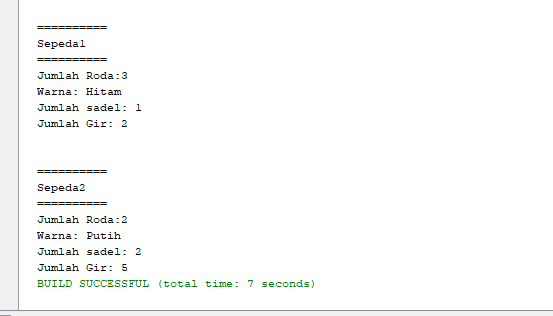 ==========
Sepeda1
==========
Jumlah Roda:3
Warna: Hitam
Jumlah sadel: 1
Jumlah Gir: 2
==========
Sepeda2
==========
Jumlah Roda:2
Warna: Putih
Jumlah sadel: 2
Jumlah Gir: 5
BUILD SUCCESSFUL (total time: 7 seconds)